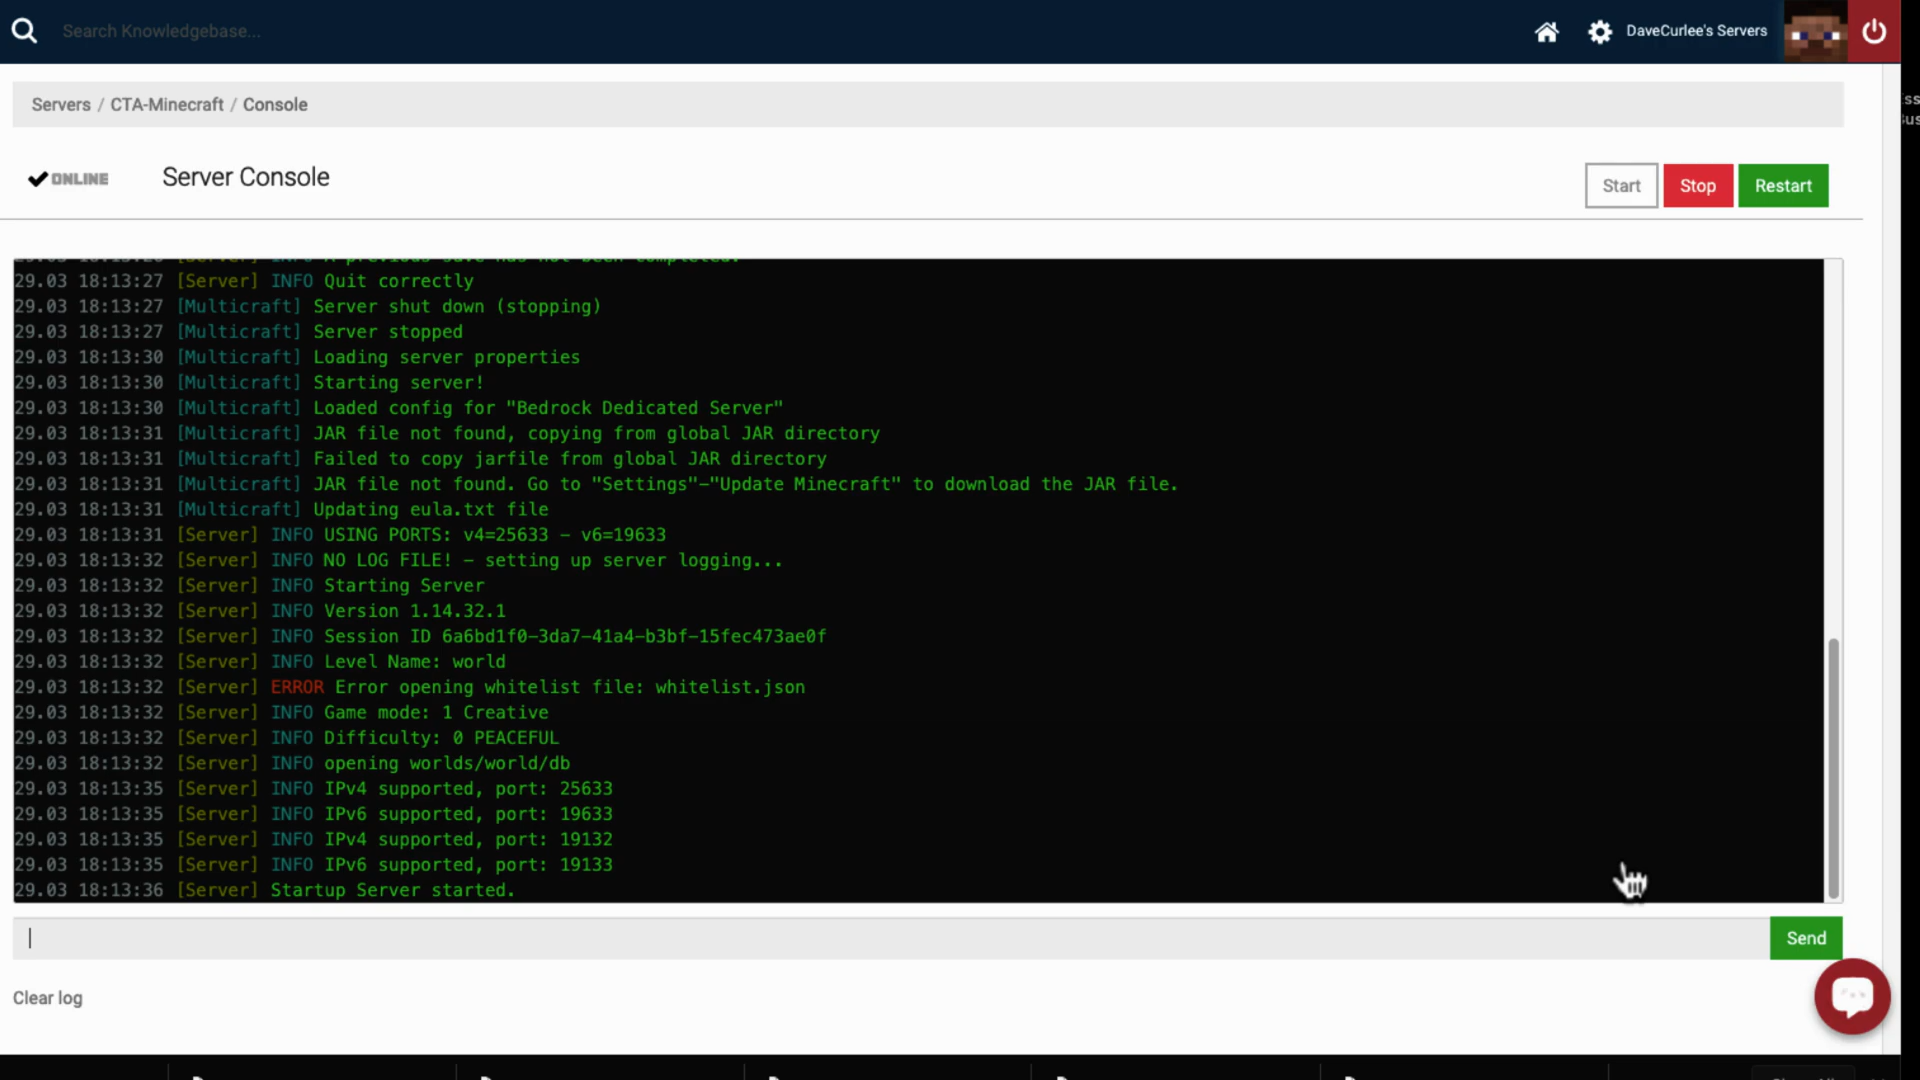 Search Knowledgebase...
DaveCurlee's Servers
Servers / CTA-Minecraft / Console
ONLINE
Server Console
Start
Stop
Restart
29.03 18:13:27 [Server] INFO Quit correctly
29.03 18:13:27 [Multicraft] Server shut down (stopping)
29.03 18:13:27 [Multicraft] Server stopped
29.03 18:13:30 [Multicraft] Loading server properties
29.03 18:13:30 [Multicraft] Starting server!
29.03 18:13:30 [Multicraft] Loaded config for "Bedrock Dedicated Server"
29.03 18:13:31 [Multicraft] JAR file not found, copying from global JAR directory
29.03 18:13:31 [Multicraft] Failed to copy jarfile from global JAR directory
29.03 18:13:31 [Multicraft] JAR file not found. Go to "Settings"-"Update Minecraft" to download the JAR file.
29.03 18:13:31 [Multicraft] Updating eula.txt file
29.03 18:13:31 [Server] INFO USING PORTS: v4=25633 - v6=19633
29.03 18:13:32 [Server] INFO NO LOG FILE! - setting up server logging...
29.03 18:13:32 [Server] INFO Starting Server
29.03 18:13:32 [Server] INFO Version 1.14.32.1
29.03 18:13:32 [Server] INFO Session ID 6a6bd1f0-3da7-41a4-b3bf-15fec473ae0f
29.03 18:13:32 [Server] INFO Level Name: world
29.03 18:13:32 [Server] ERROR Error opening whitelist file: whitelist.json
29.03 18:13:32 [Server] INFO Game mode: 1 Creative
29.03 18:13:32 [Server] INFO Difficulty: 0 PEACEFUL
29.03 18:13:32 [Server] INFO opening worlds/world/db
29.03 18:13:35 [Server] INFO IPv4 supported, port: 25633
29.03 18:13:35 [Server] INFO IPv6 supported, port: 19633
29.03 18:13:35 [Server] INFO IPv4 supported, port: 19132
29.03 18:13:35 [Server] INFO IPv6 supported, port: 19133
29.03 18:13:36 [Server] Startup Server started.
Send
Clear log